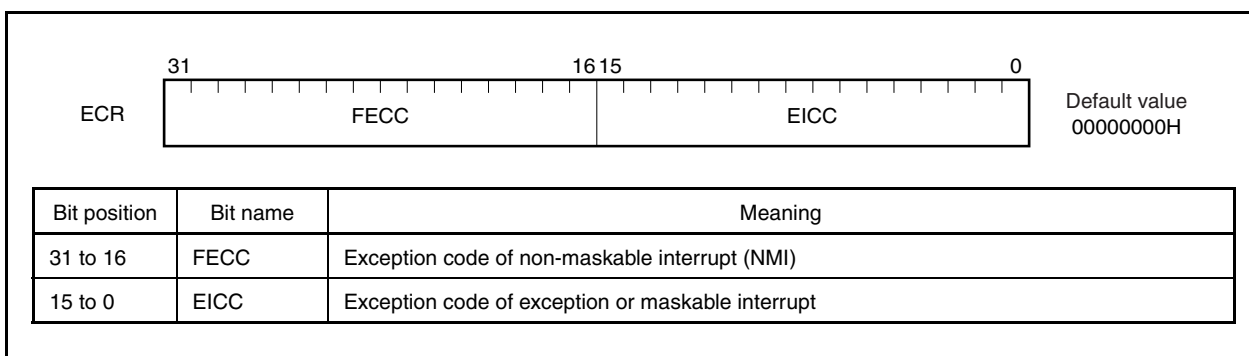 31 16 15 0
ECR FECC EICC Default value
00000000H
Bit position Bit name Meaning
31 to 16 FECC Exception code of non-maskable interrupt (NMI)
15 to 0 EICC Exception code of exception or maskable interrupt